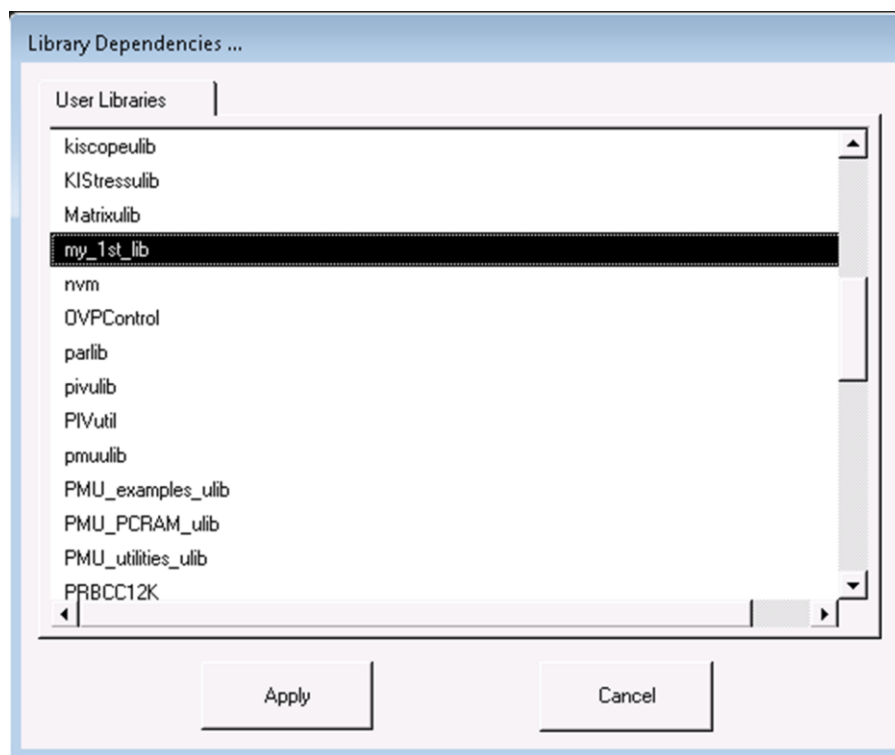 Library Dependencies ...
User Libraries
kiscopeulib
KIStressulib
Matrixulib
my_1st_lib
nvm
OVPControl
parlib
pivulib
PIVutil
pmuulib
PMU_examples_ulib
PMU_PCRAM_ulib
PMU_utilities_ulib
PRBCC12K
Apply
Cancel